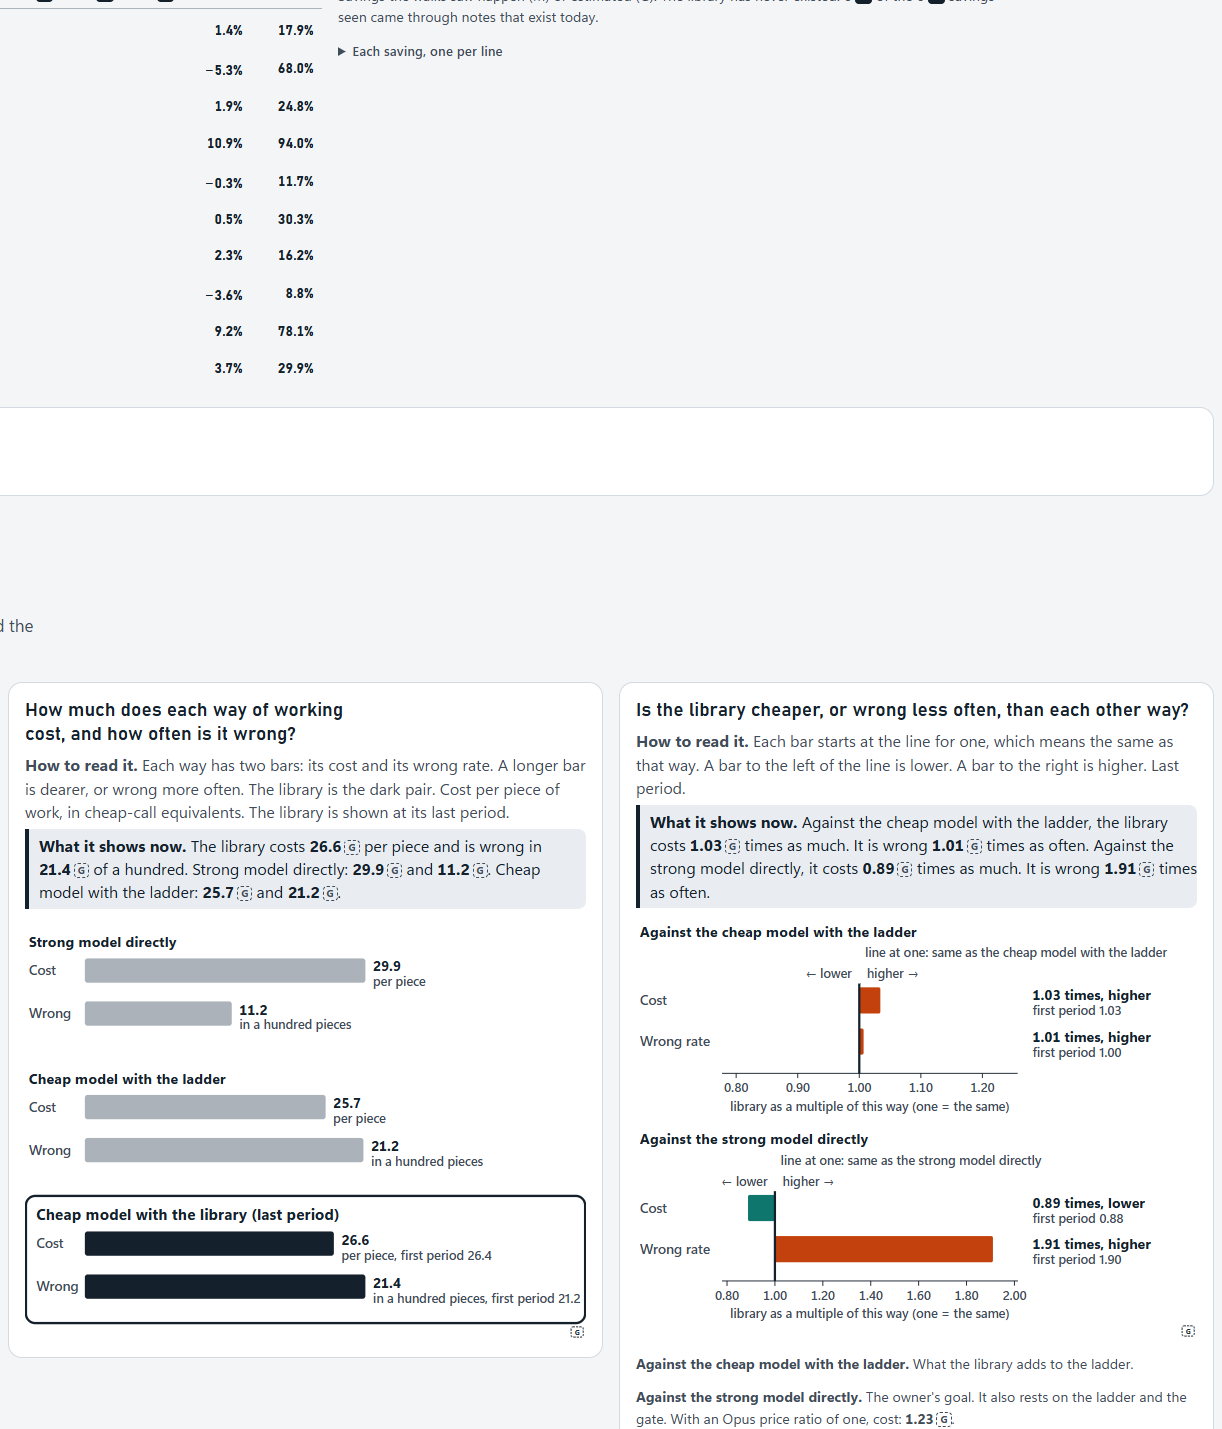 seen came through notes that exist today.
▶ Each saving, one per line
1.4% 17.9%
−5.3% 68.0%
1.9% 24.8%
10.9% 94.0%
−0.3% 11.7%
0.5% 30.3%
2.3% 16.2%
−3.6% 8.8%
9.2% 78.1%
3.7% 29.9%
the
How much does each way of working
cost, and how often is it wrong?
How to read it. Each way has two bars: its cost and its wrong rate. A longer bar
is dearer, or wrong more often. The library is the dark pair. Cost per piece of
work, in cheap-call equivalents. The library is shown at its last period.
What it shows now. The library costs 26.6 G per piece and is wrong in
21.4 G of a hundred. Strong model directly: 29.9 G and 11.2 G. Cheap
model with the ladder: 25.7 G and 21.2 G.
Strong model directly
Cost 29.9
per piece
Wrong 11.2
in a hundred pieces
Cheap model with the ladder
Cost 25.7
per piece
Wrong 21.2
in a hundred pieces
Cheap model with the library (last period)
Cost 26.6
per piece, first period 26.4
Wrong 21.4
in a hundred pieces, first period 21.2
G
Is the library cheaper, or wrong less often, than each other way?
How to read it. Each bar starts at the line for one, which means the same as
that way. A bar to the left of the line is lower. A bar to the right is higher. Last
period.
What it shows now. Against the cheap model with the ladder, the library
costs 1.03 G times as much. It is wrong 1.01 G times as often. Against the
strong model directly, it costs 0.89 G times as much. It is wrong 1.91 G times
as often.
Against the cheap model with the ladder
line at one: same as the cheap model with the ladder
← lower higher →
Cost 1.03 times, higher
first period 1.03
Wrong rate 1.01 times, higher
first period 1.00
0.80 0.90 1.00 1.10 1.20
library as a multiple of this way (one = the same)
Against the strong model directly
line at one: same as the strong model directly
← lower higher →
Cost 0.89 times, lower
first period 0.88
Wrong rate 1.91 times, higher
first period 1.90
0.80 1.00 1.20 1.40 1.60 1.80 2.00
library as a multiple of this way (one = the same)
G
Against the cheap model with the ladder. What the library adds to the ladder.
Against the strong model directly. The owner's goal. It also rests on the ladder and the
gate. With an Opus price ratio of one, cost: 1.23 G.